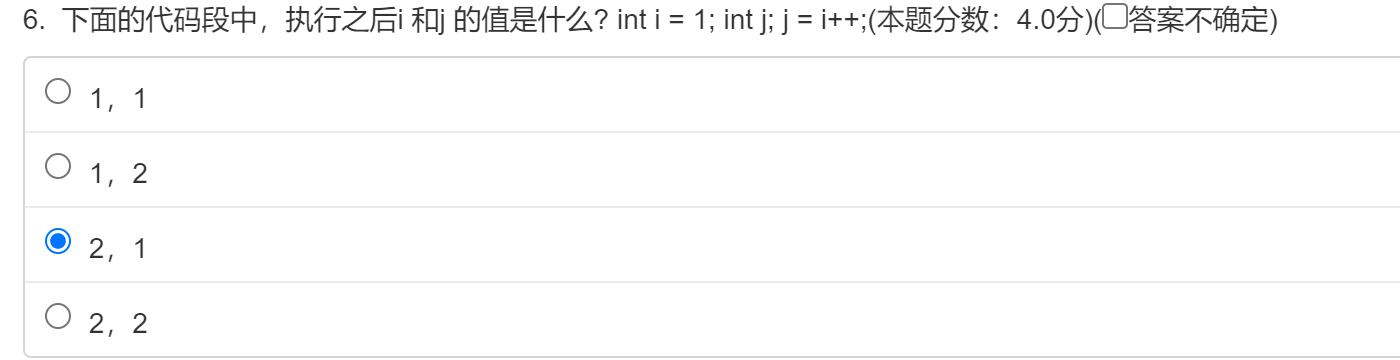 6. 下面的代码段中，执行之后i 和j 的值是什么? int i = 1; int j; j = i++;(本题分数：4.0分)(答案不确定)
1，1
1，2
2，1
2，2